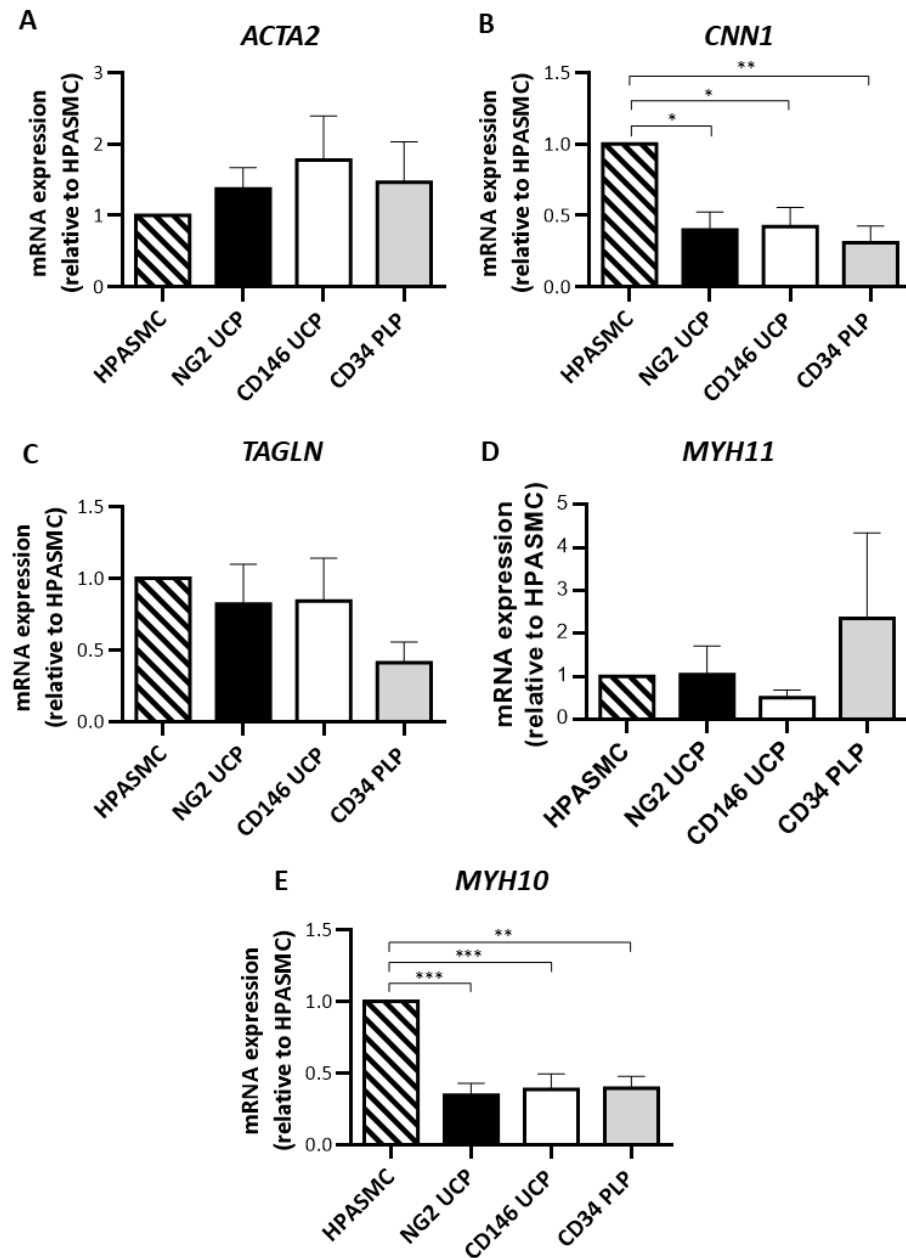 A
ACTA2
mRNA expression
(relative to HPASMC)
3
2
1
0
HPASMC
NG2 UCP
CD146 UCP
CD34 PLP
B
CNN1
mRNA expression
(relative to HPASMC)
1.5
1.0
0.5
0.0
**
*
*
HPASMC
NG2 UCP
CD146 UCP
CD34 PLP
C
TAGLN
mRNA expression
(relative to HPASMC)
1.5
1.0
0.5
0.0
HPASMC
NG2 UCP
CD146 UCP
CD34 PLP
D
MYH11
mRNA expression
(relative to HPASMC)
5
4
3
2
1
0
HPASMC
NG2 UCP
CD146 UCP
CD34 PLP
E
MYH10
mRNA expression
(relative to HPASMC)
1.5
1.0
0.5
0.0
**
***
***
HPASMC
NG2 UCP
CD146 UCP
CD34 PLP